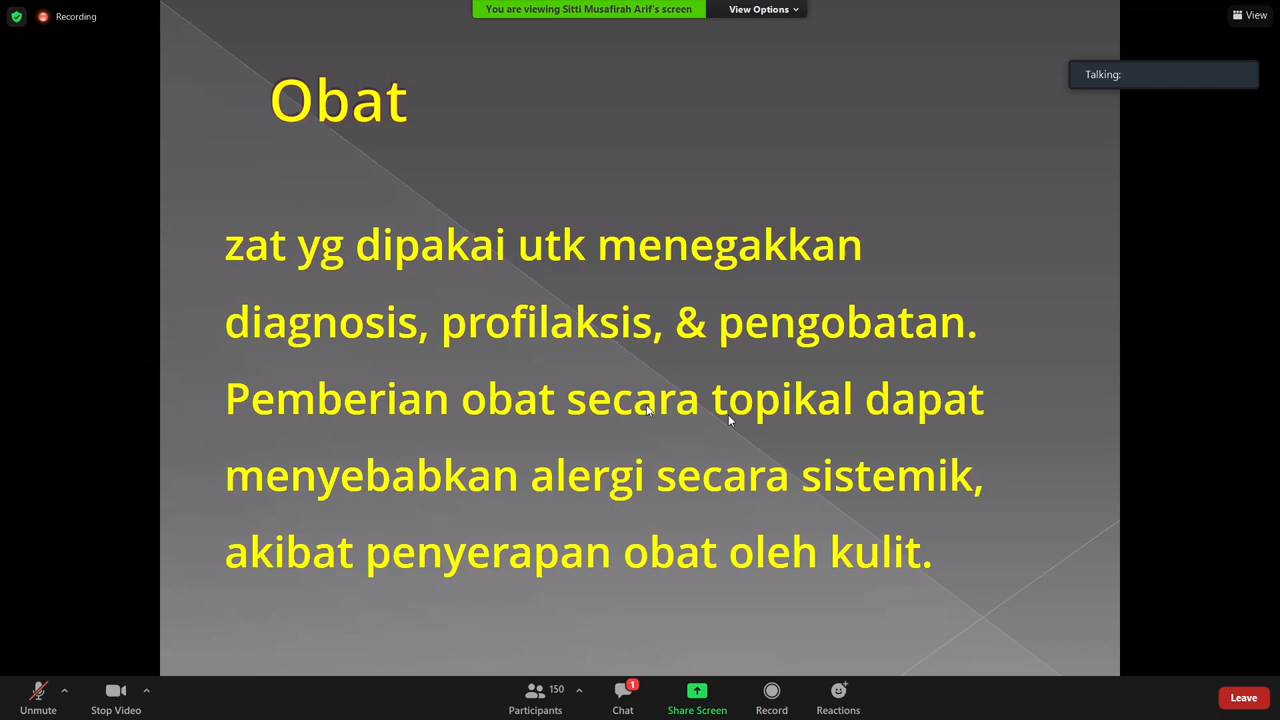 Recording
You are viewing Sitti Musafirah Arif's screen
View Options
View
Talking:
Obat
zat yg dipakai utk menegakkan
diagnosis, profilaksis, & pengobatan.
Pemberian obat secara topikal dapat
menyebabkan alergi secara sistemik,
akibat penyerapan obat oleh kulit.
Unmute
Stop Video
150
Participants
1
Chat
Share Screen
Record
Reactions
Leave